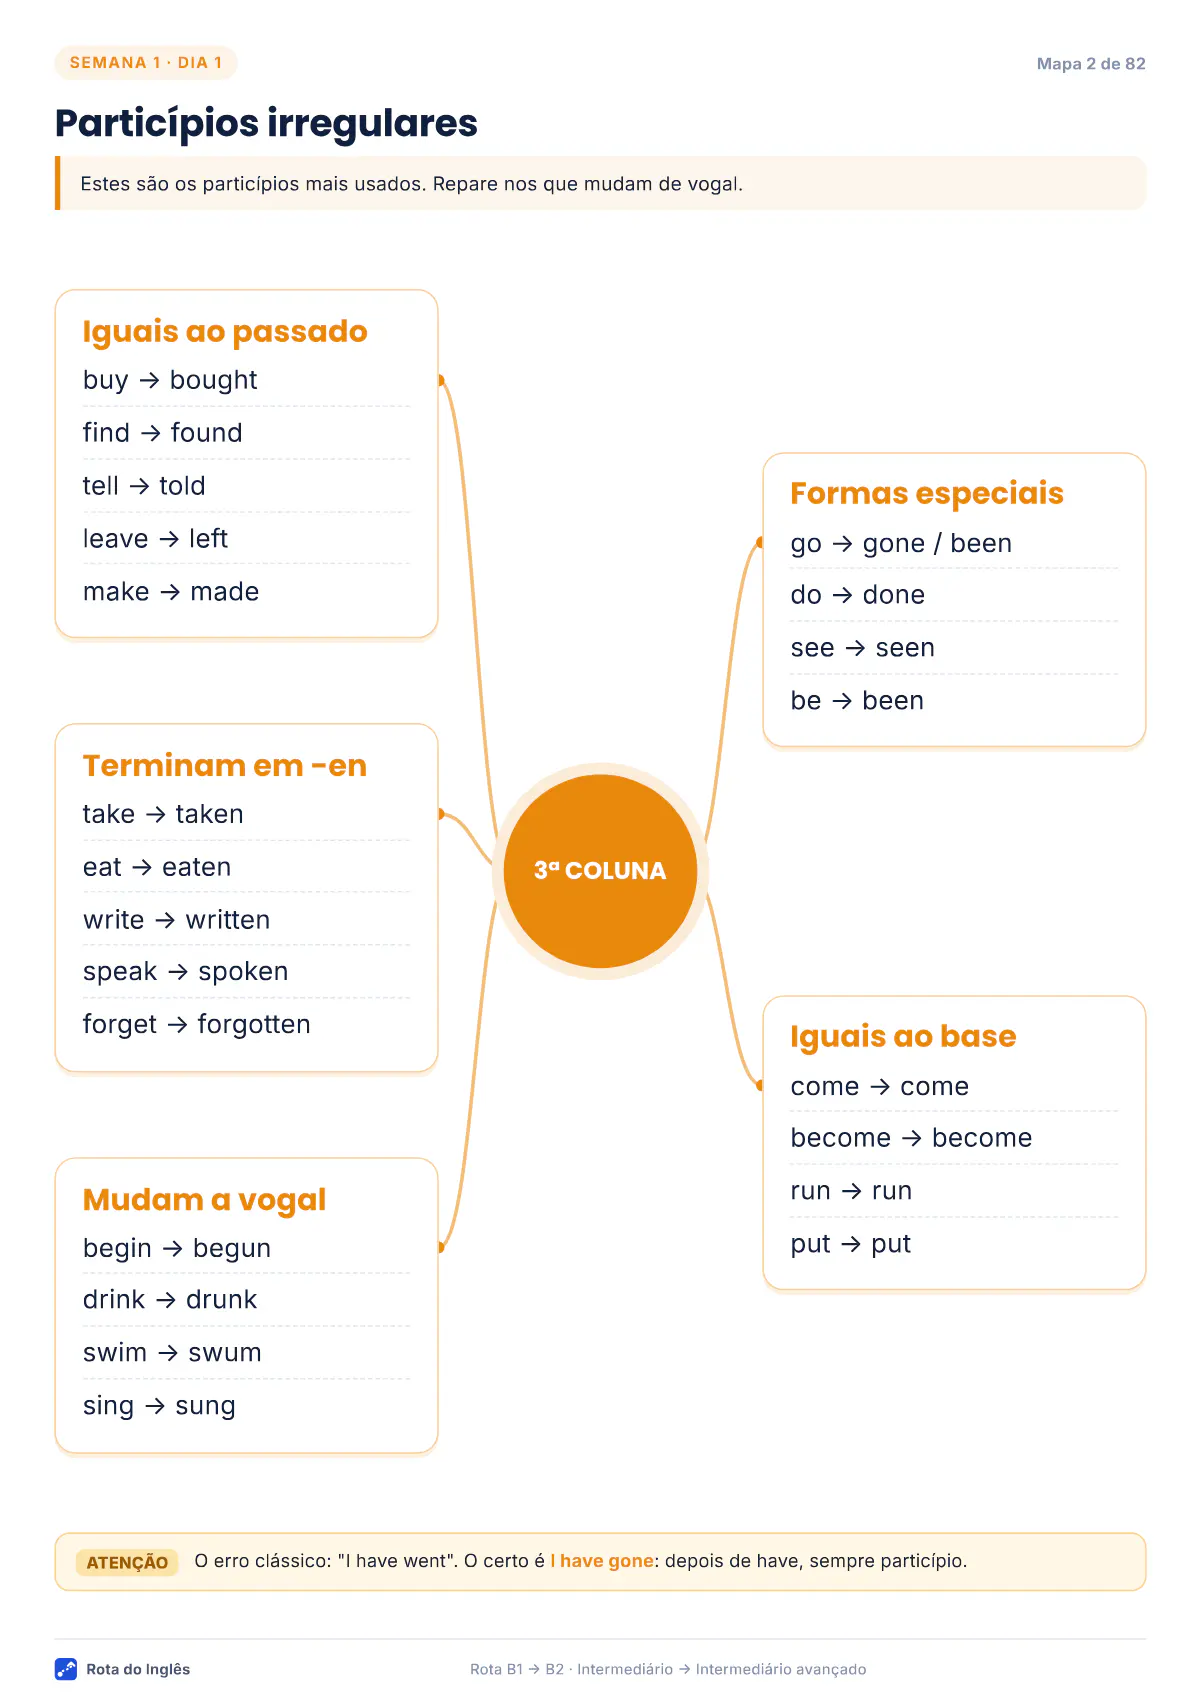 SEMANA 1 · DIA 1
Mapa 2 de 82
Particípios irregulares
Estes são os particípios mais usados. Repare nos que mudam de vogal.
Iguais ao passado
buy → bought
find → found
tell → told
leave → left
make → made
Terminam em -en
take → taken
eat → eaten
write → written
speak → spoken
forget → forgotten
Mudam a vogal
begin → begun
drink → drunk
swim → swum
sing → sung
3ª COLUNA
Formas especiais
go → gone / been
do → done
see → seen
be → been
Iguais ao base
come → come
become → become
run → run
put → put
ATENÇÃO O erro clássico: "I have went". O certo é I have gone: depois de have, sempre particípio.
Rota do Inglês
Rota B1 → B2 · Intermediário → Intermediário avançado